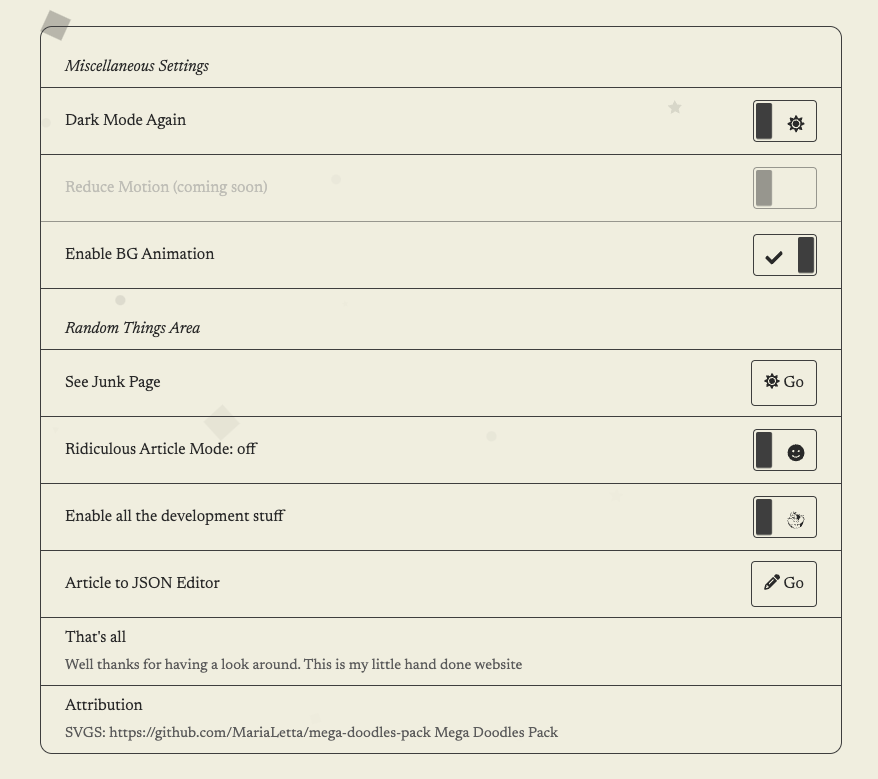 Miscellaneous Settings
Dark Mode Again
Reduce Motion (coming soon)
Enable BG Animation
Random Things Area
See Junk Page
Go
Ridiculous Article Mode: off
Enable all the development stuff
Article to JSON Editor
Go
That's all
Well thanks for having a look around. This is my little hand done website
Attribution
SVGS: https://github.com/MariaLetta/mega-doodles-pack Mega Doodles Pack